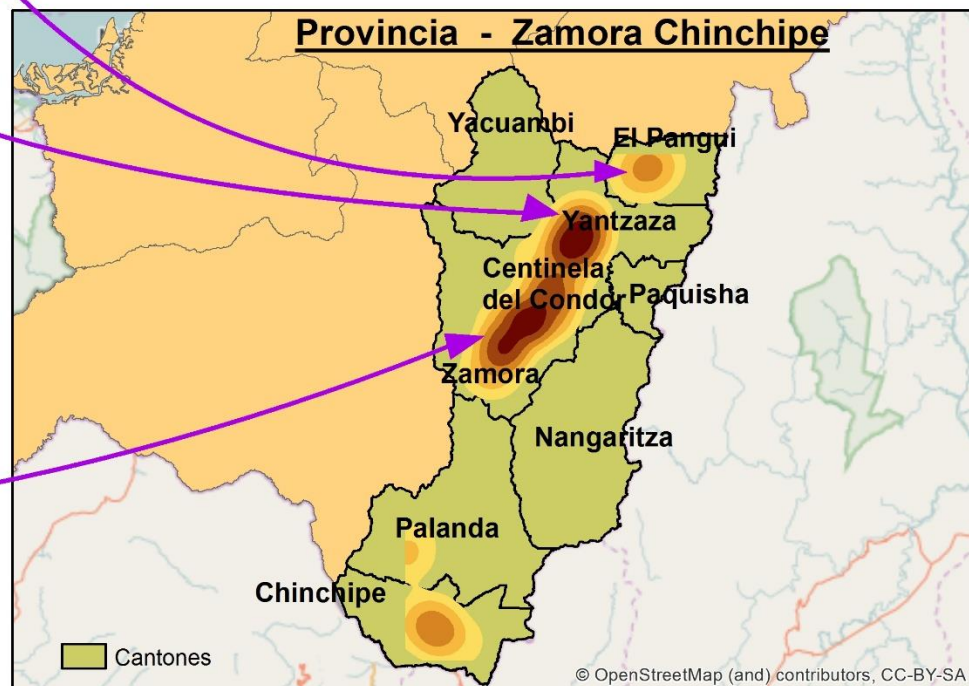 Provincia - Zamora Chinchipe
Yacuambi
El Pangui
Yantzaza
Centinela
del Condor
Paquisha
Zamora
Nangaritza
Palanda
Chinchipe
Cantones
© OpenStreetMap (and) contributors, CC-BY-SA